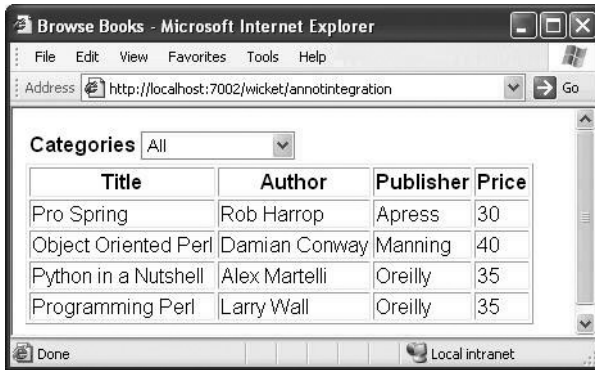 Browse Books - Microsoft Internet Explorer
File Edit View Favorites Tools Help
Address http://localhost:7002/wicket/annotintegration Go
Categories All
Title Author Publisher Price
Pro Spring Rob Harrop Apress 30
Object Oriented Perl Damian Conway Manning 40
Python in a Nutshell Alex Martelli Oreilly 35
Programming Perl Larry Wall Oreilly 35
Done Local intranet